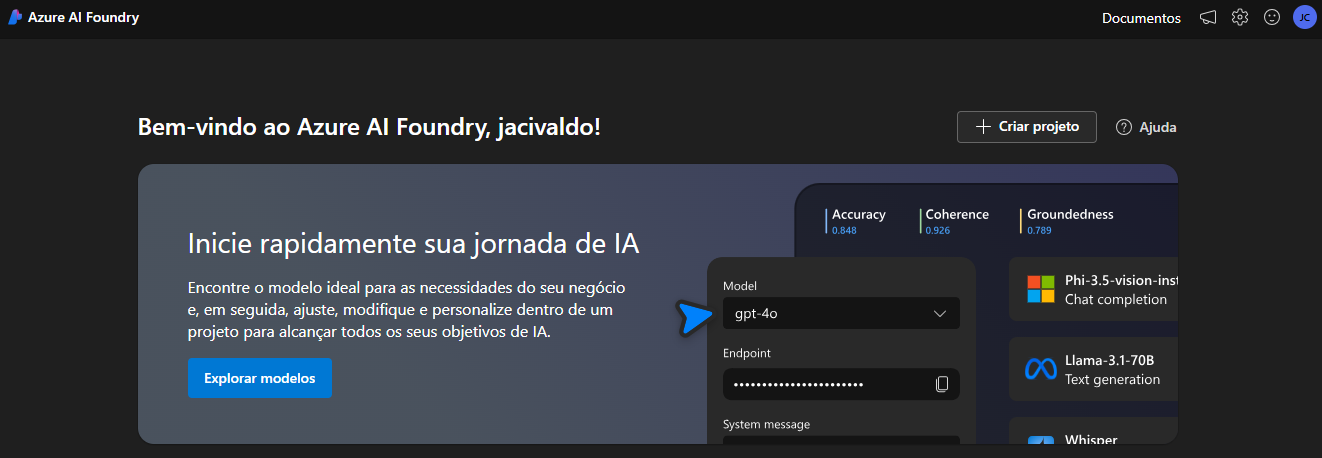 Azure AI Foundry
Documentos
JC
Bem-vindo ao Azure AI Foundry, jacivaldo!
Criar projeto
Ajuda
Inicie rapidamente sua jornada de IA
Encontre o modelo ideal para as necessidades do seu negócio
e, em seguida, ajuste, modifique e personalize dentro de um
projeto para alcançar todos os seus objetivos de IA.
Explorar modelos
Accuracy
0.848
Coherence
0.926
Groundedness
0.789
Model
gpt-4o
Endpoint
••••••••••••••••••••••••
System message
Phi-3.5-vision-inst
Chat completion
Llama-3.1-70B
Text generation
Whisper